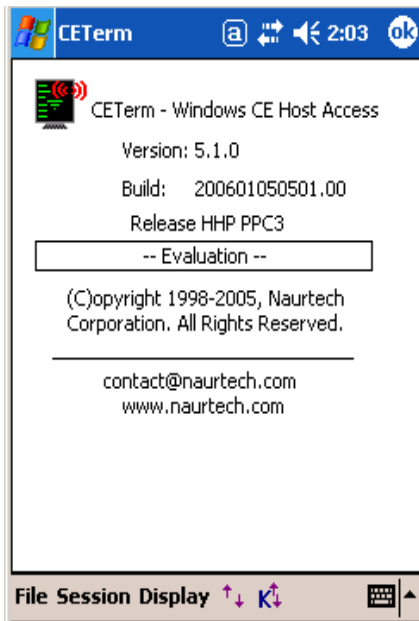 CETerm a 2:03 ok
CETerm - Windows CE Host Access
Version: 5.1.0
Build: 200601050501.00
Release HHP PPC3
-- Evaluation --
(C)opyright 1998-2005, Naurtech
Corporation. All Rights Reserved.
contact@naurtech.com
www.naurtech.com
File Session Display K